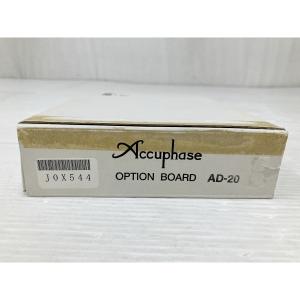 Accuphase
J0X544
OPTION BOARD AD-20